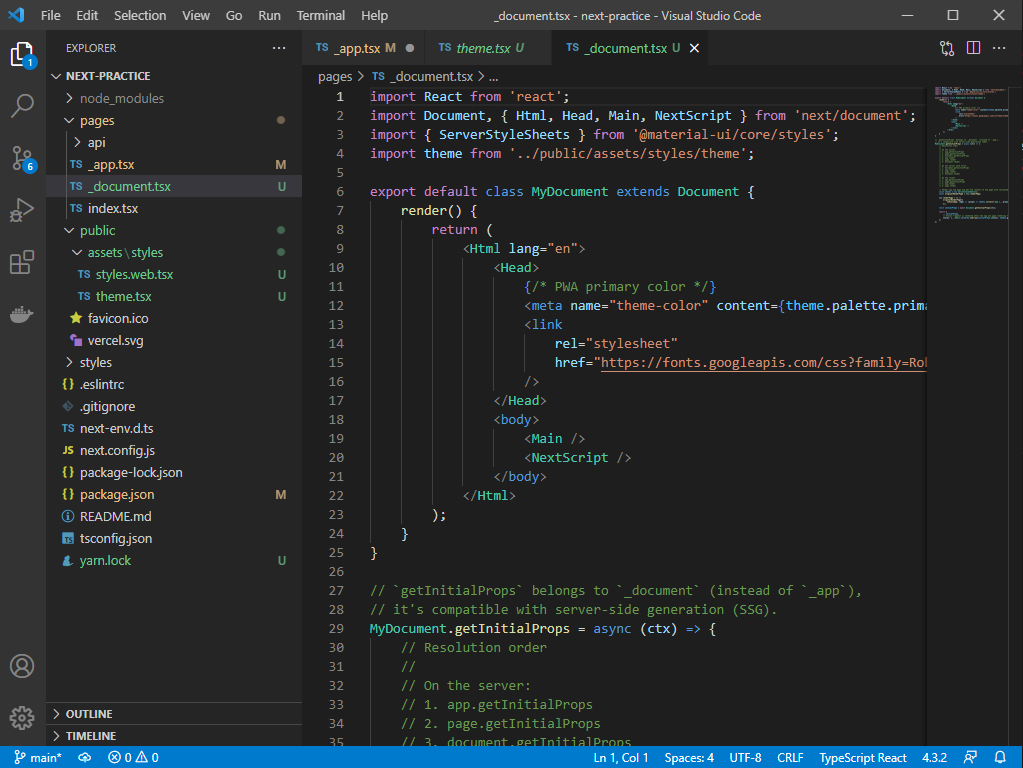 File Edit Selection View Go Run Terminal Help _document.tsx - next-practice - Visual Studio Code
EXPLORER ...
NEXT-PRACTICE
node_modules
pages
api
TS _app.tsx M
TS _document.tsx U
TS index.tsx
public
assets\styles
TS styles.web.tsx U
TS theme.tsx U
favicon.ico
vercel.svg
styles
{} .eslintrc
.gitignore
TS next-env.d.ts
JS next.config.js
{} package-lock.json
{} package.json M
README.md
TS tsconfig.json
yarn.lock U
OUTLINE
TIMELINE
1
6
TS _app.tsx M TS theme.tsx U TS _document.tsx U
pages > TS _document.tsx > ...
1 import React from 'react';
2 import Document, { Html, Head, Main, NextScript } from 'next/document';
3 import { ServerStyleSheets } from '@material-ui/core/styles';
4 import theme from '../public/assets/styles/theme';
5
6 export default class MyDocument extends Document {
7 render() {
8 return (
9 <Html lang="en">
10 <Head>
11 {/* PWA primary color */}
12 <meta name="theme-color" content={theme.palette.prima
13 <link
14 rel="stylesheet"
15 href="https://fonts.googleapis.com/css?family=Rob
16 />
17 </Head>
18 <body>
19 <Main />
20 <NextScript />
21 </body>
22 </Html>
23 );
24 }
25 }
26
27 // `getInitialProps` belongs to `_document` (instead of `_app`),
28 // it's compatible with server-side generation (SSG).
29 MyDocument.getInitialProps = async (ctx) => {
30 // Resolution order
31 //
32 // On the server:
33 // 1. app.getInitialProps
34 // 2. page.getInitialProps
35 // 3. document.getInitialProps
main* 0 0 Ln 1, Col 1 Spaces: 4 UTF-8 CRLF TypeScript React 4.3.2